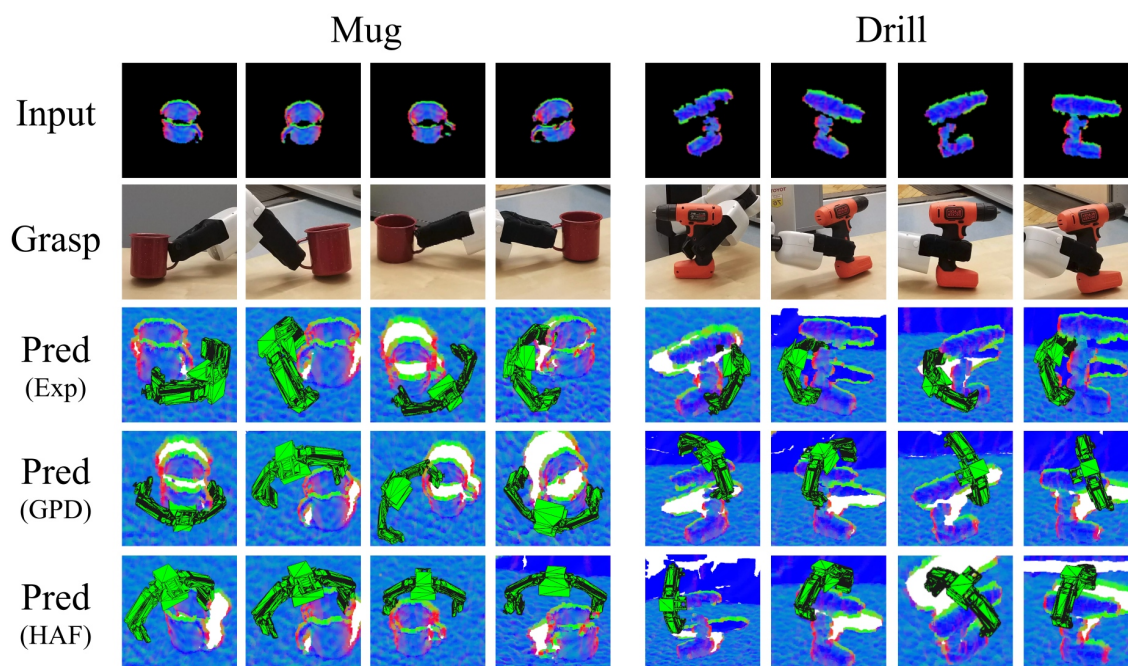 Mug Drill
Input
Grasp
Pred
(Exp)
Pred
(GPD)
Pred
(HAF)